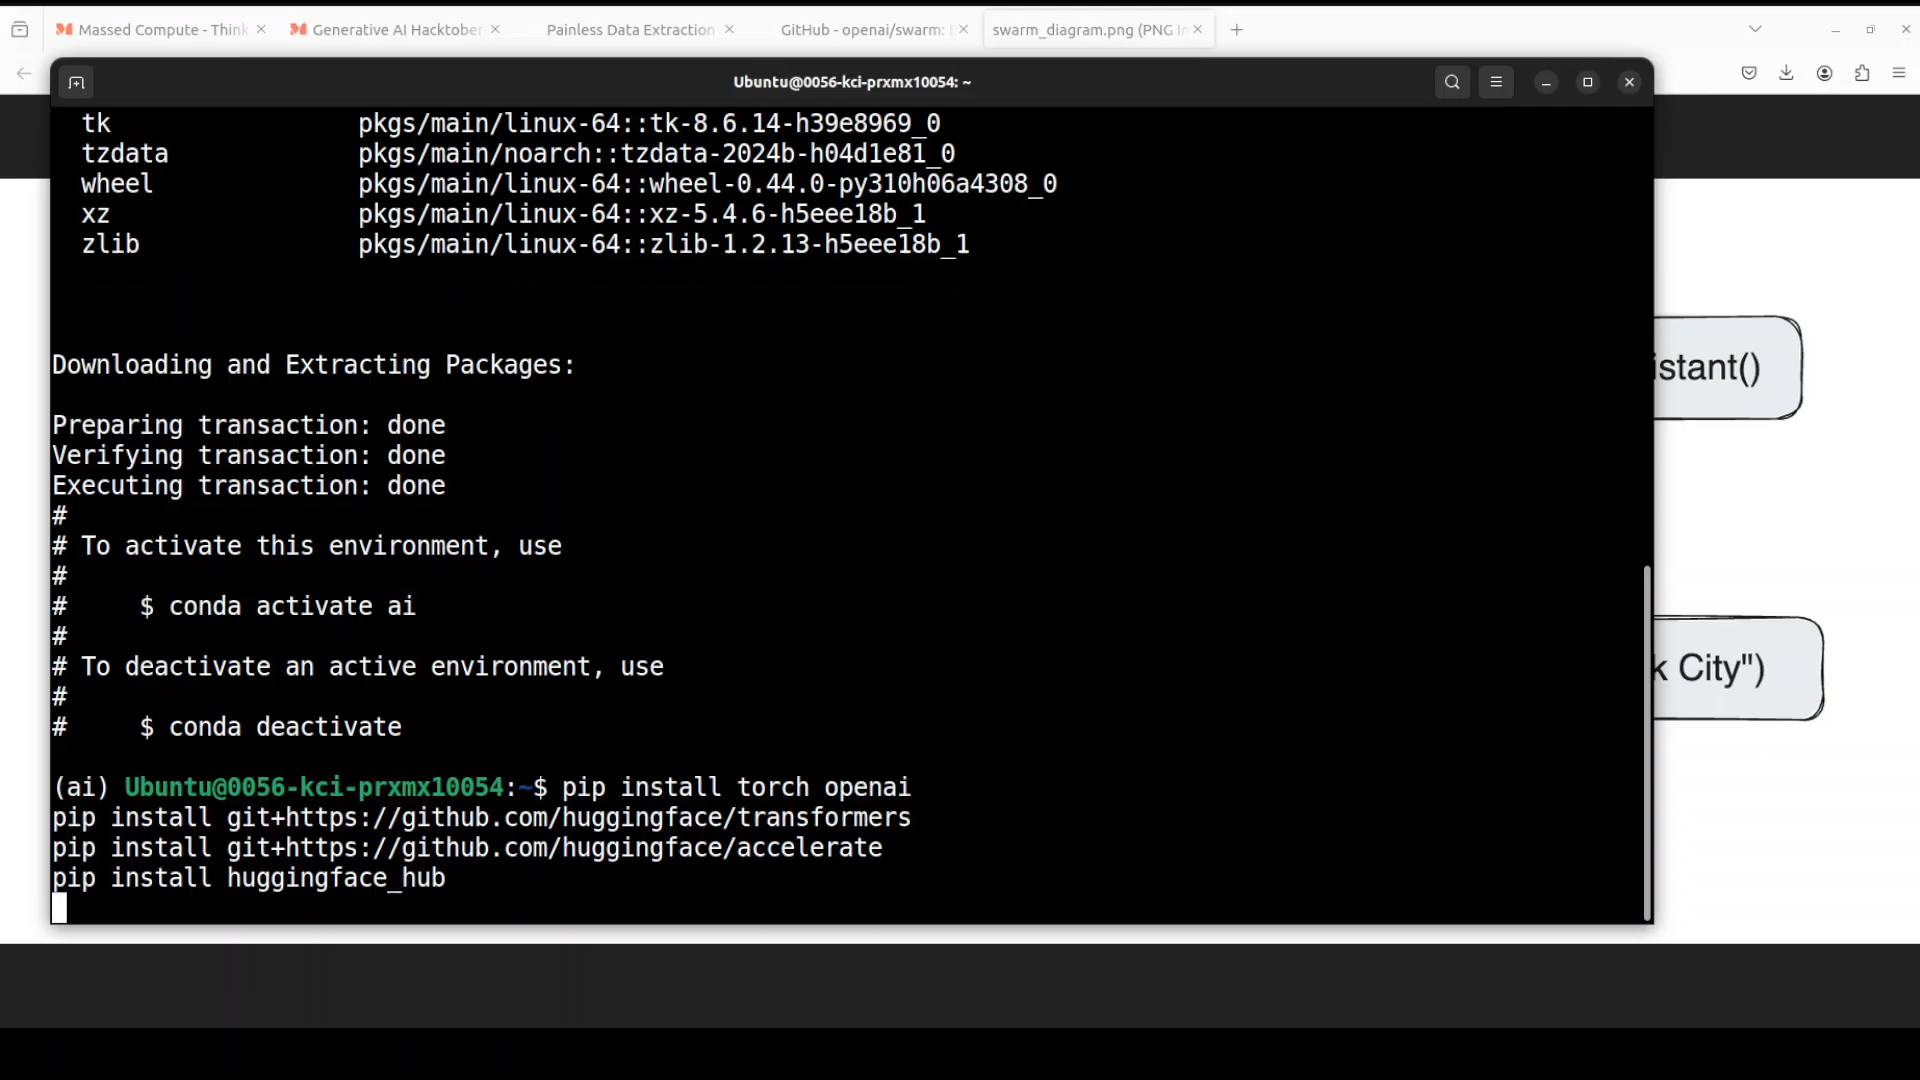 Massed Compute - Think
Generative AI Hacktober
Painless Data Extraction
GitHub - openai/swarm:
swarm_diagram.png (PNG
Ubuntu@0056-kci-prxmx10054: ~
tk pkgs/main/linux-64::tk-8.6.14-h39e8969_0
tzdata pkgs/main/noarch::tzdata-2024b-h04d1e81_0
wheel pkgs/main/linux-64::wheel-0.44.0-py310h06a4308_0
xz pkgs/main/linux-64::xz-5.4.6-h5eee18b_1
zlib pkgs/main/linux-64::zlib-1.2.13-h5eee18b_1
Downloading and Extracting Packages:
Preparing transaction: done
Verifying transaction: done
Executing transaction: done
#
# To activate this environment, use
#
# $ conda activate ai
#
# To deactivate an active environment, use
#
# $ conda deactivate
(ai) Ubuntu@0056-kci-prxmx10054:~$ pip install torch openai
pip install git+https://github.com/huggingface/transformers
pip install git+https://github.com/huggingface/accelerate
pip install huggingface_hub
istant()
k City")